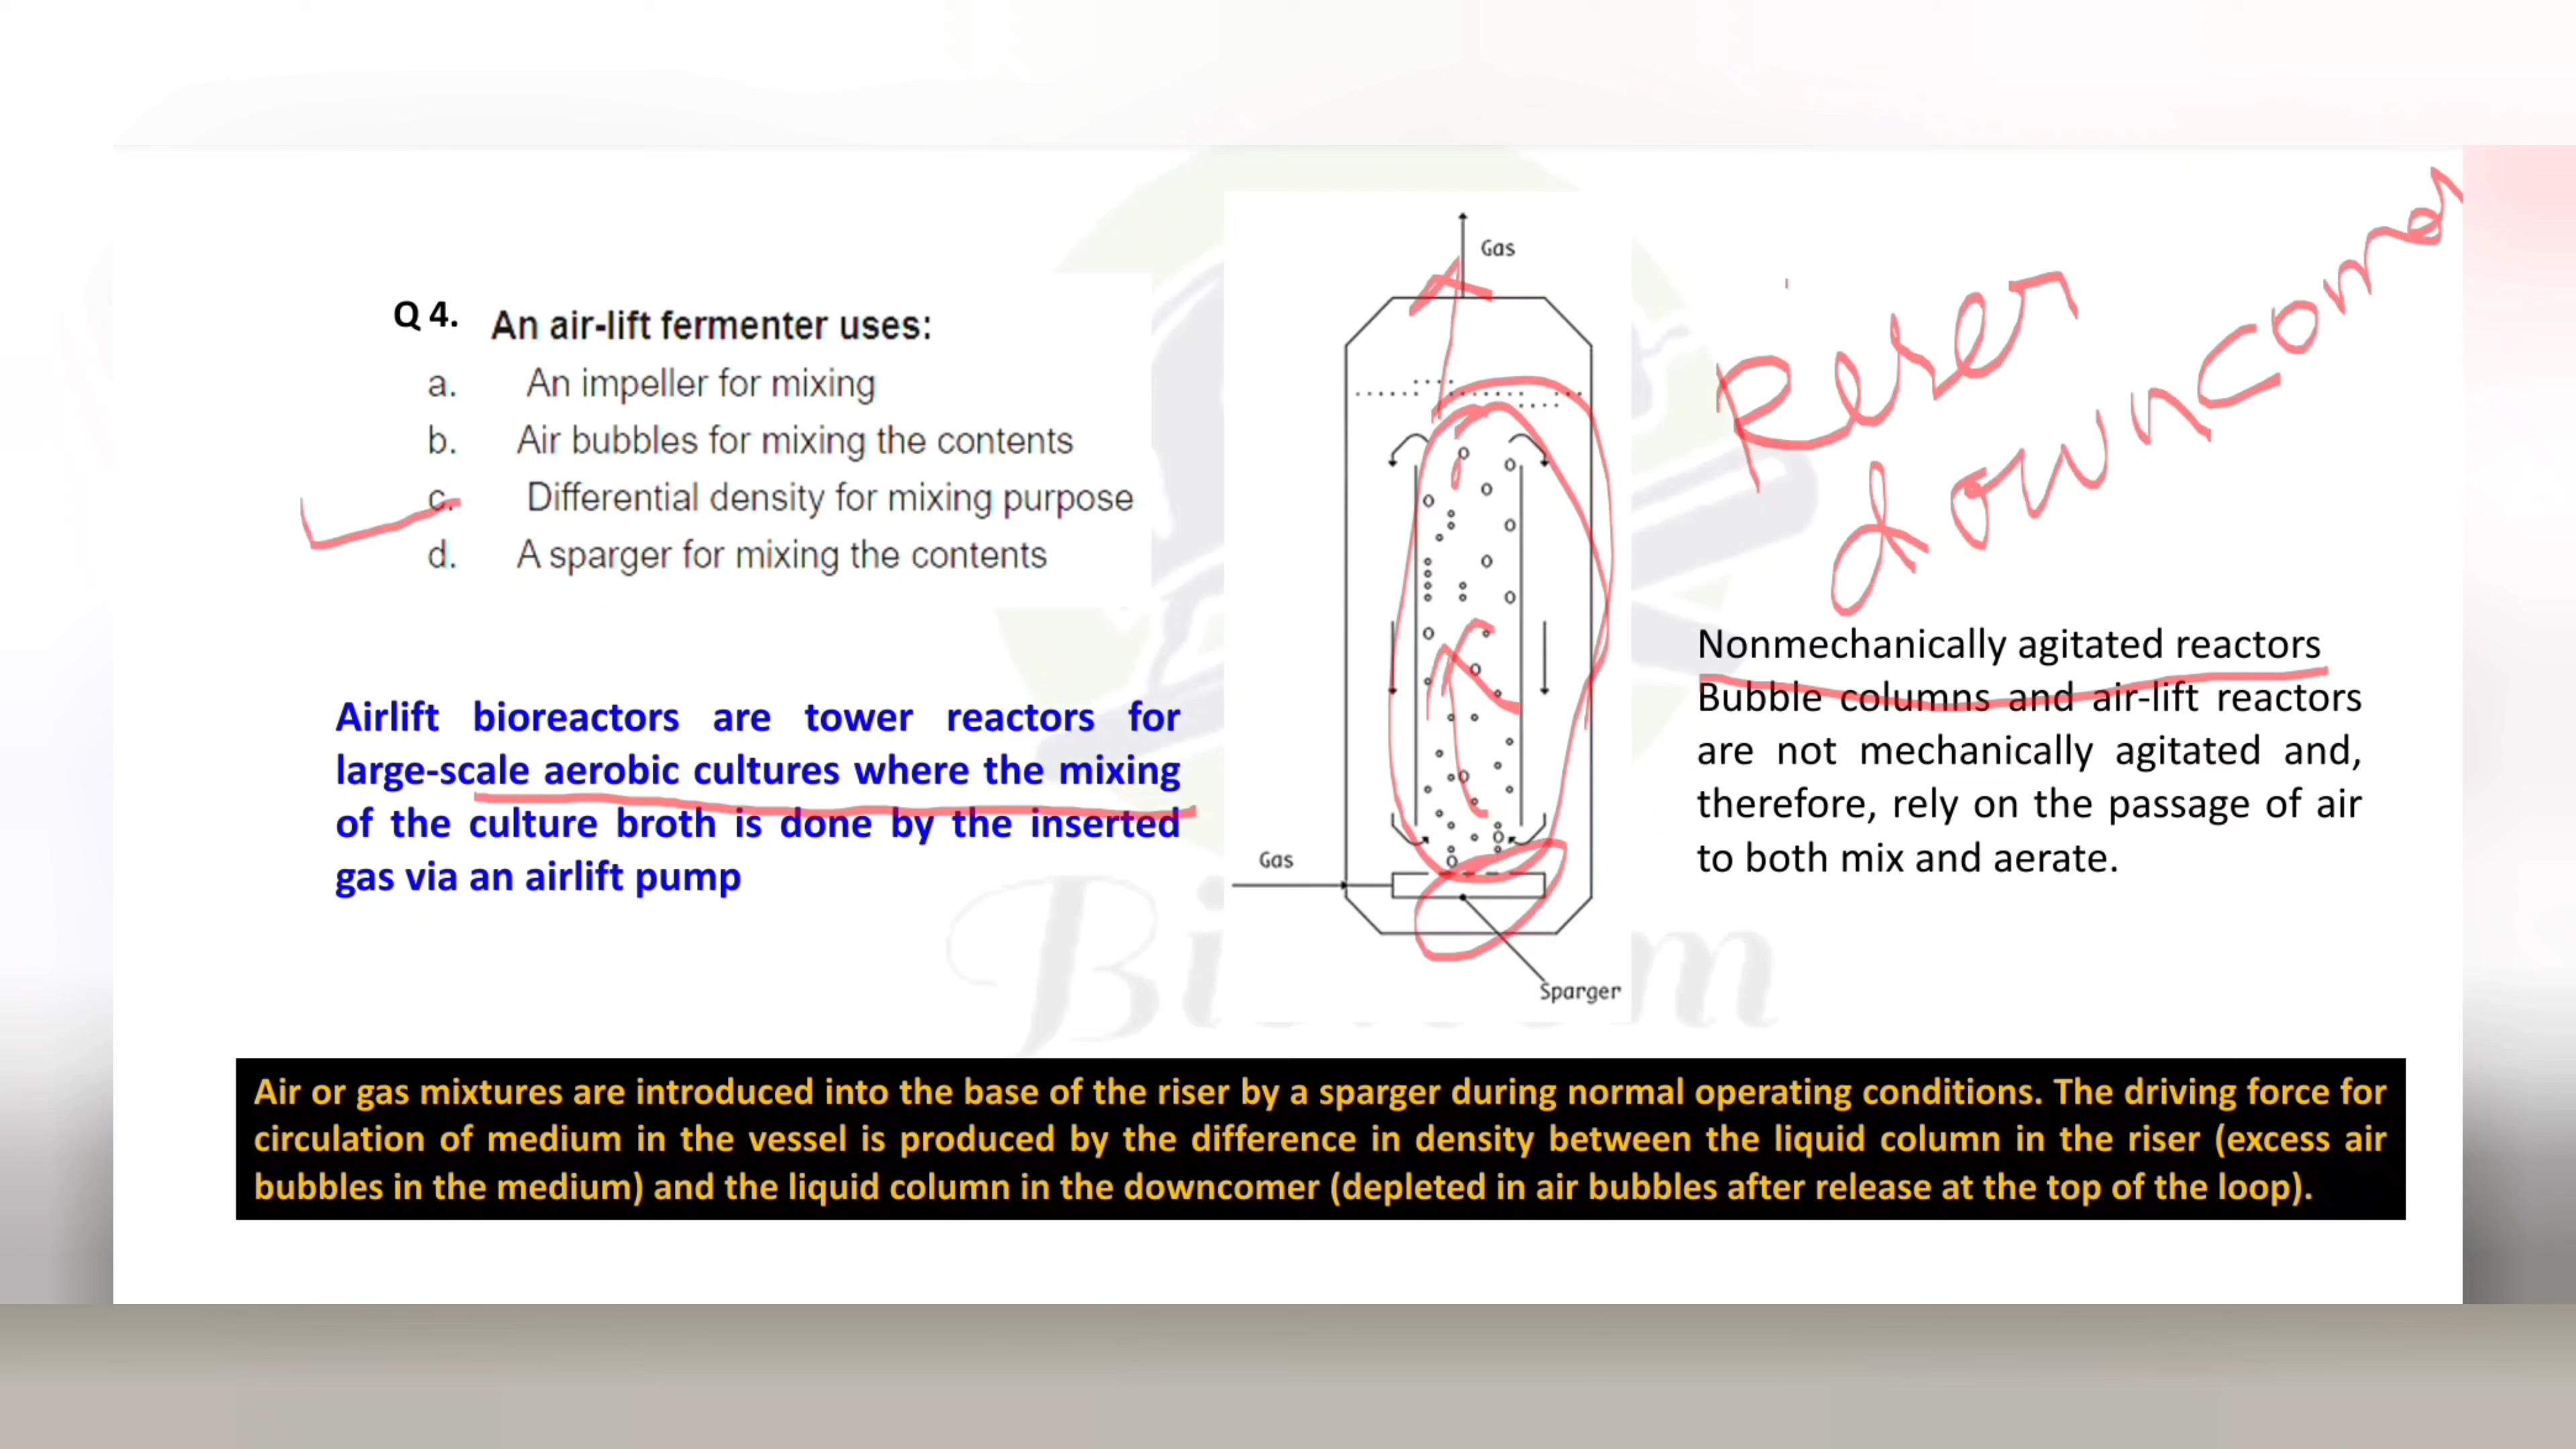 Q 4. An air-lift fermenter uses:
a. An impeller for mixing
b. Air bubbles for mixing the contents
c. Differential density for mixing purpose
d. A sparger for mixing the contents
Airlift bioreactors are tower reactors for
large-scale aerobic cultures where the mixing
of the culture broth is done by the inserted
gas via an airlift pump
Gas
Gas
Sparger
Riser
downcomer
Nonmechanically agitated reactors
Bubble columns and air-lift reactors
are not mechanically agitated and,
therefore, rely on the passage of air
to both mix and aerate.
Air or gas mixtures are introduced into the base of the riser by a sparger during normal operating conditions. The driving force for
circulation of medium in the vessel is produced by the difference in density between the liquid column in the riser (excess air
bubbles in the medium) and the liquid column in the downcomer (depleted in air bubbles after release at the top of the loop).